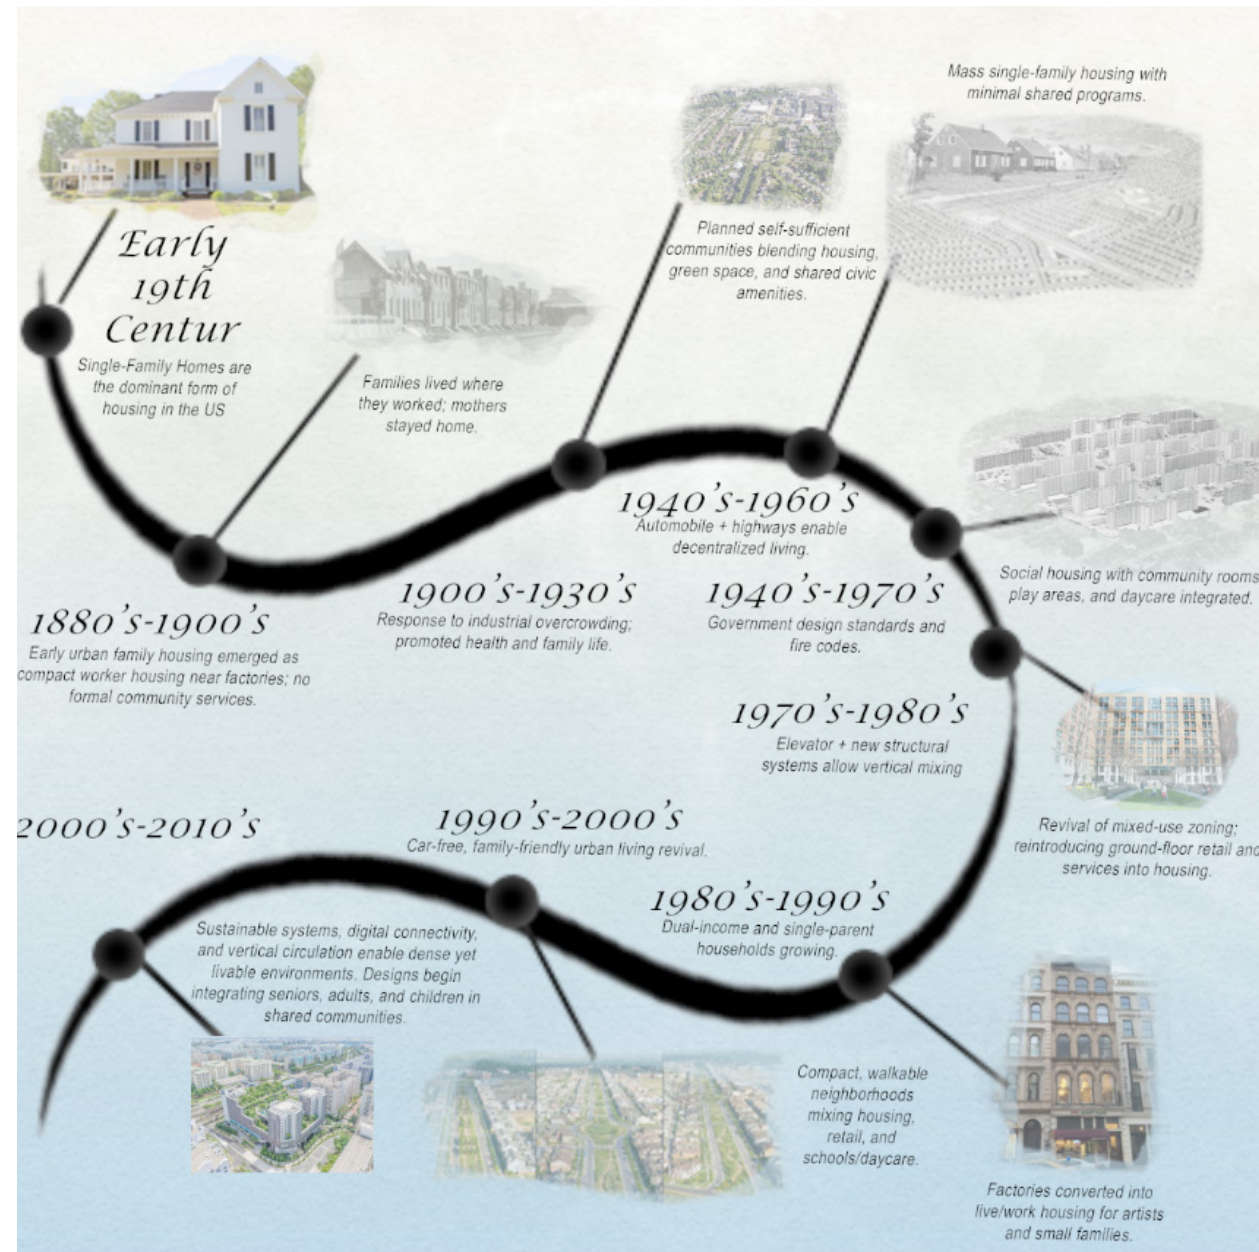 Early
19th
Centur
Single-Family Homes are
the dominant form of
housing in the US
Families lived where
they worked; mothers
stayed home.
1880's-1900's
Early urban family housing emerged as
compact worker housing near factories; no
formal community services.
Planned self-sufficient
communities blending housing,
green space, and shared civic
amenities.
1900's-1930's
Response to industrial overcrowding;
promoted health and family life.
Mass single-family housing with
minimal shared programs.
1940's-1960's
Automobile + highways enable
decentralized living.
1940's-1970's
Government design standards and
fire codes.
Social housing with community rooms
play areas, and daycare integrated.
1970's-1980's
Elevator + new structural
systems allow vertical mixing
Revival of mixed-use zoning;
reintroducing ground-floor retail and
services into housing.
1980's-1990's
Dual-income and single-parent
households growing.
Factories converted into
live/work housing for artists
and small families.
1990's-2000's
Car-free, family-friendly urban living revival.
Compact, walkable
neighborhoods
mixing housing,
retail, and
schools/daycare.
2000's-2010's
Sustainable systems, digital connectivity,
and vertical circulation enable dense yet
livable environments. Designs begin
integrating seniors, adults, and children in
shared communities.